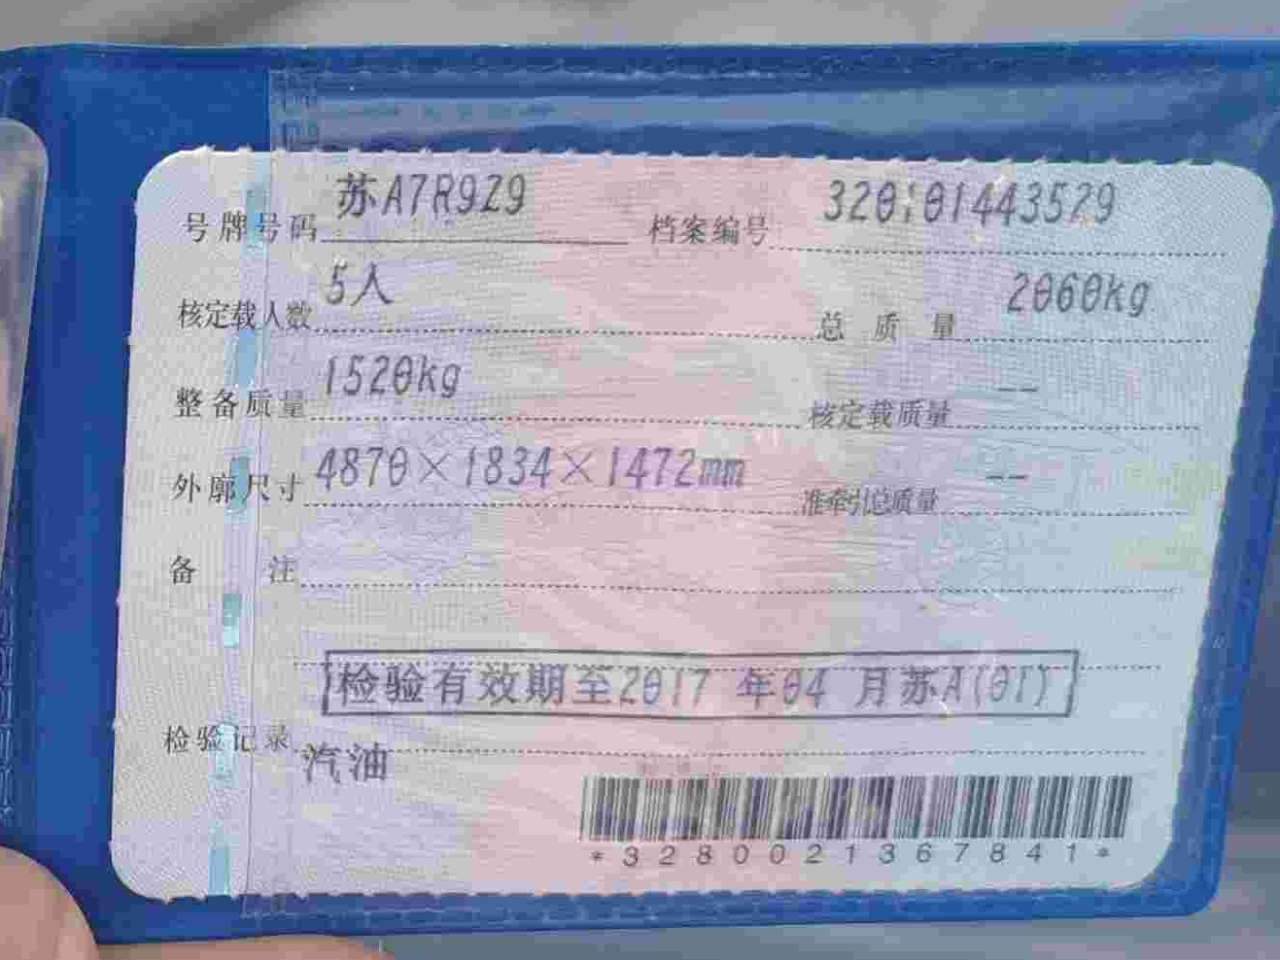 号牌号码 苏A7R9Z9 档案编号 320101443529
核定载人数 5人 总质量 2060kg
整备质量 1520kg 核定载质量 --
外廓尺寸 4870×1834×1472mm 准牵引总质量 --
备注
检验有效期至2017年04月苏A(01)
检验记录
汽油
*3280021367841*